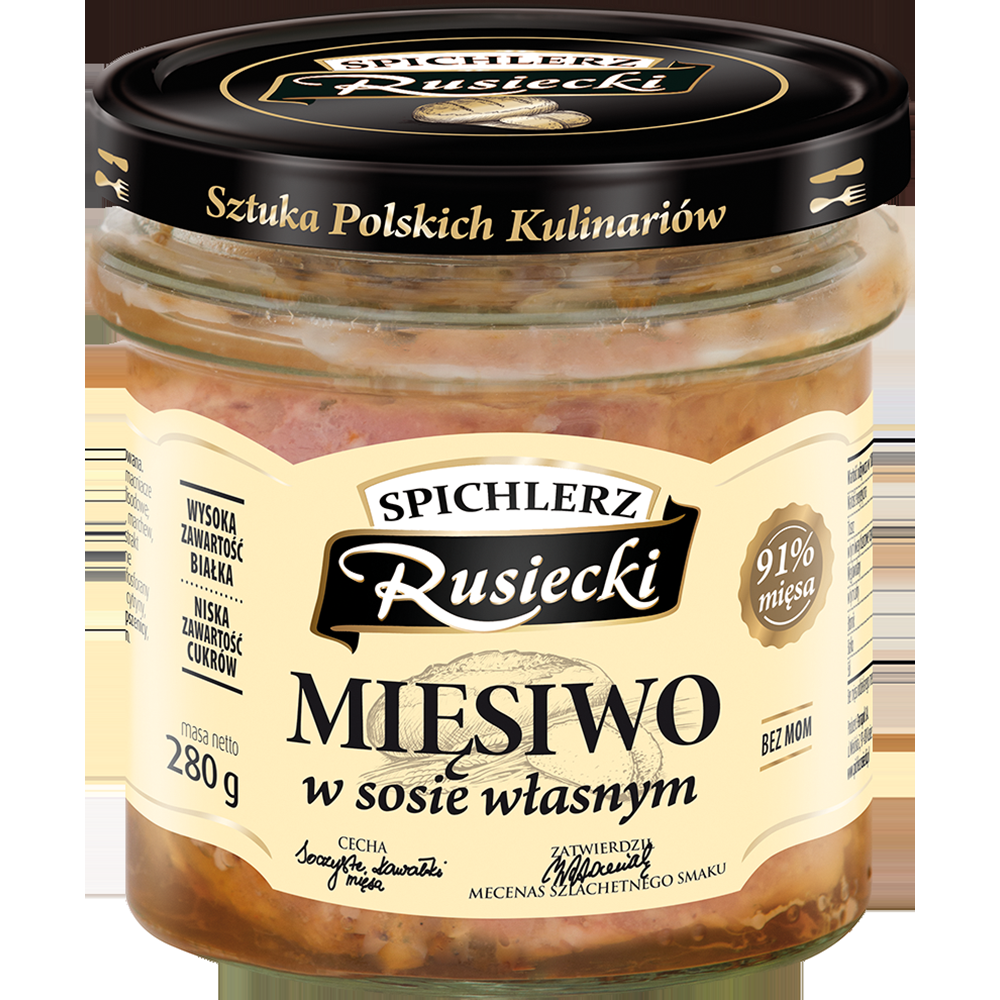 SPICHLERZ
Rusiecki
Sztuka Polskich Kulinariów
SPICHLERZ
Rusiecki
WYSOKA
ZAWARTOŚĆ
BIAŁKA
NISKA
ZAWARTOŚĆ
CUKRÓW
91%
mięsa
MIĘSIWO
w sosie własnym
masa netto
280 g
BEZ MOM
CECHA
soczyste, kawałki
mięsa
ZATWIERDZIŁ
MECENAS SZLACHETNEGO SMAKU
marchew,